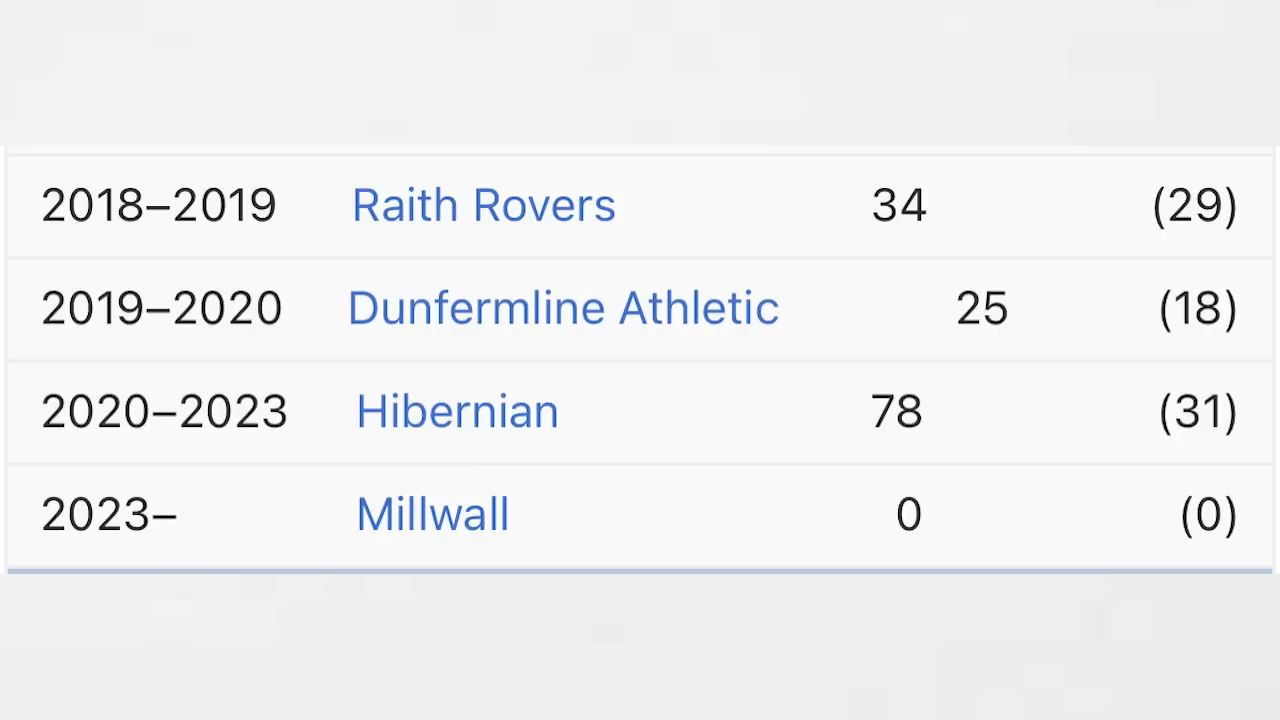 2018–2019 Raith Rovers 34 (29)
2019–2020 Dunfermline Athletic 25 (18)
2020–2023 Hibernian 78 (31)
2023– Millwall 0 (0)